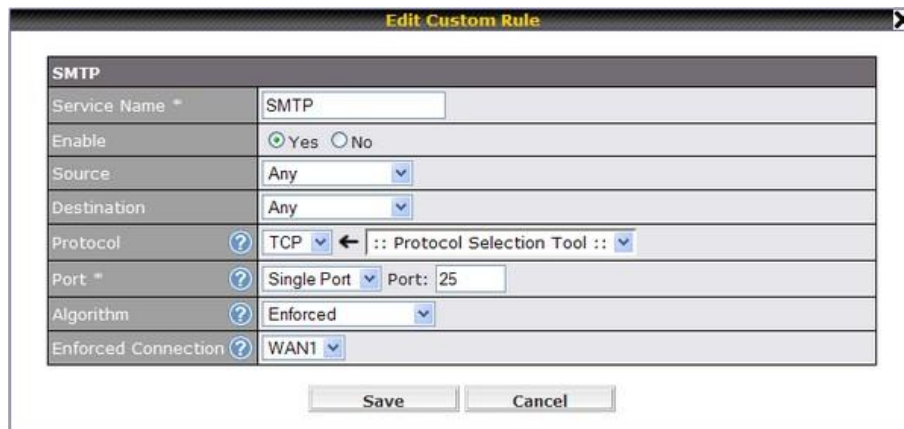 Edit Custom Rule
SMTP
Service Name * SMTP
Enable Yes No
Source Any
Destination Any
Protocol ? TCP ← :: Protocol Selection Tool ::
Port * ? Single Port Port: 25
Algorithm ? Enforced
Enforced Connection ? WAN1
Save Cancel